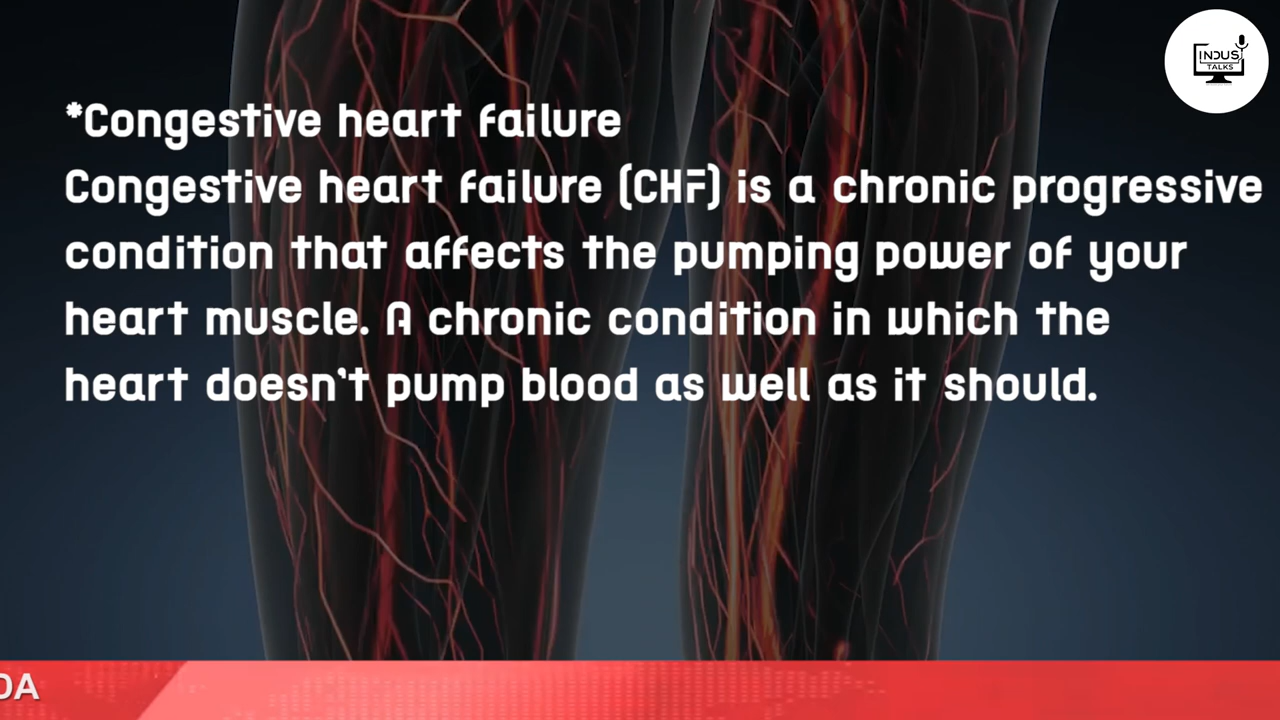 INDUS
TALKS
*Congestive heart failure
Congestive heart failure (CHF) is a chronic progressive
condition that affects the pumping power of your
heart muscle. A chronic condition in which the
heart doesn't pump blood as well as it should.
DA